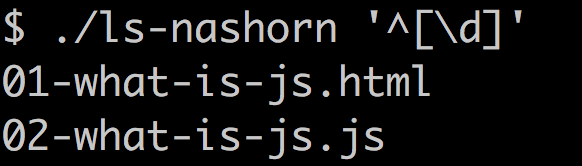 $ ./ls-nashorn '^[\d]'
01-what-is-js.html
02-what-is-js.js